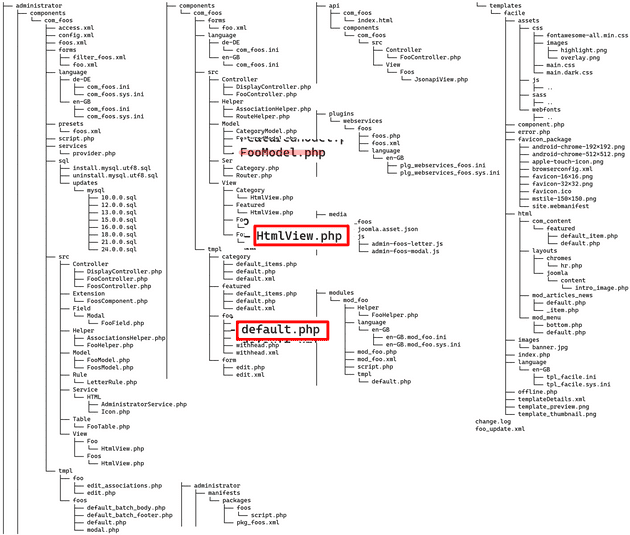 administrator
components
com_foos
access.xml
config.xml
foos.xml
forms
filter_foos.xml
foo.xml
language
de-DE
com_foos.ini
com_foos.sys.ini
en-GB
com_foos.ini
com_foos.sys.ini
presets
foos.xml
script.php
services
provider.php
sql
install.mysql.utf8.sql
uninstall.mysql.utf8.sql
updates
mysql
10.0.0.sql
12.0.0.sql
13.0.0.sql
15.0.0.sql
16.0.0.sql
18.0.0.sql
21.0.0.sql
24.0.0.sql
src
Controller
DisplayController.php
FooController.php
FoosController.php
Extension
FoosComponent.php
Field
Modal
FooField.php
Helper
AssociationsHelper.php
FooHelper.php
Model
FooModel.php
FoosModel.php
Rule
LetterRule.php
Service
HTML
AdministratorService.php
Icon.php
Table
FooTable.php
View
Foo
HtmlView.php
Foos
HtmlView.php
tmpl
foo
edit_associations.php
edit.php
foos
default_batch_body.php
default_batch_footer.php
default.php
modal.php
components
com_foos
forms
foo.xml
language
de-DE
com_foos.ini
en-GB
com_foos.ini
src
Controller
DisplayController.php
FooController.php
Helper
AssociationHelper.php
RouteHelper.php
Model
CategoryModel.php
FooModel.php
Ser
Category.php
Router.php
View
Category
HtmlView.php
Featured
HtmlView.php
HtmlView.php
tmpl
category
default_items.php
default.php
default.xml
featured
default_items.php
default.php
default.xml
foo
default.php
withhead.php
withhead.xml
form
edit.php
edit.xml
administrator
manifests
packages
foos
script.php
pkg_foos.xml
api
com_foos
index.html
components
com_foos
src
Controller
FooController.php
View
Foos
JsonapiView.php
plugins
webservices
foos
foos.php
foos.xml
language
en-GB
plg_webservices_foos.ini
plg_webservices_foos.sys.ini
media
_foos
joomla.asset.json
js
admin-foos-letter.js
admin-foos-modal.js
modules
mod_foo
Helper
FooHelper.php
language
en-GB
en-GB.mod_foo.ini
en-GB.mod_foo.sys.ini
mod_foo.php
mod_foo.xml
script.php
tmpl
default.php
templates
facile
assets
css
fontawesome-all.min.css
images
highlight.png
overlay.png
main.css
main.dark.css
js
..
sass
..
webfonts
..
component.php
error.php
favicon_package
android-chrome-192×192.png
android-chrome-512×512.png
apple-touch-icon.png
browserconfig.xml
favicon-16×16.png
favicon-32×32.png
favicon.ico
mstile-150×150.png
site.webmanifest
html
com_content
featured
default_item.php
default.php
layouts
chromes
hr.php
joomla
content
intro_image.php
mod_articles_news
default.php
_item.php
mod_menu
bottom.php
default.php
images
banner.jpg
index.php
language
en-GB
tpl_facile.ini
tpl_facile.sys.ini
offline.php
templateDetails.xml
template_preview.png
template_thumbnail.png
change.log
foo_update.xml